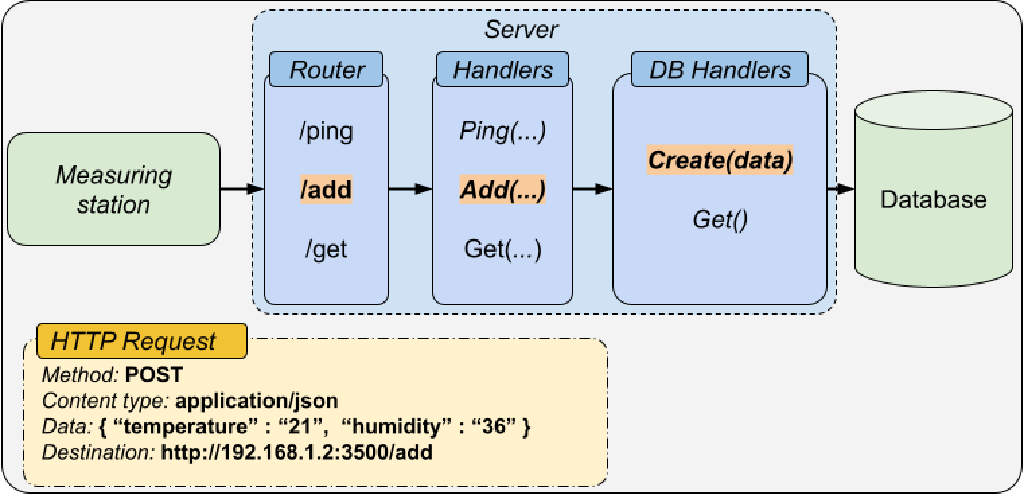 Server
Router
Handlers
DB Handlers
/ping
/add
/get
Ping(...)
Add(...)
Get(...)
Create(data)
Get()
Measuring
station
Database
HTTP Request
Method: POST
Content type: application/json
Data: { “temperature” : “21”, “humidity” : “36” }
Destination: http://192.168.1.2:3500/add